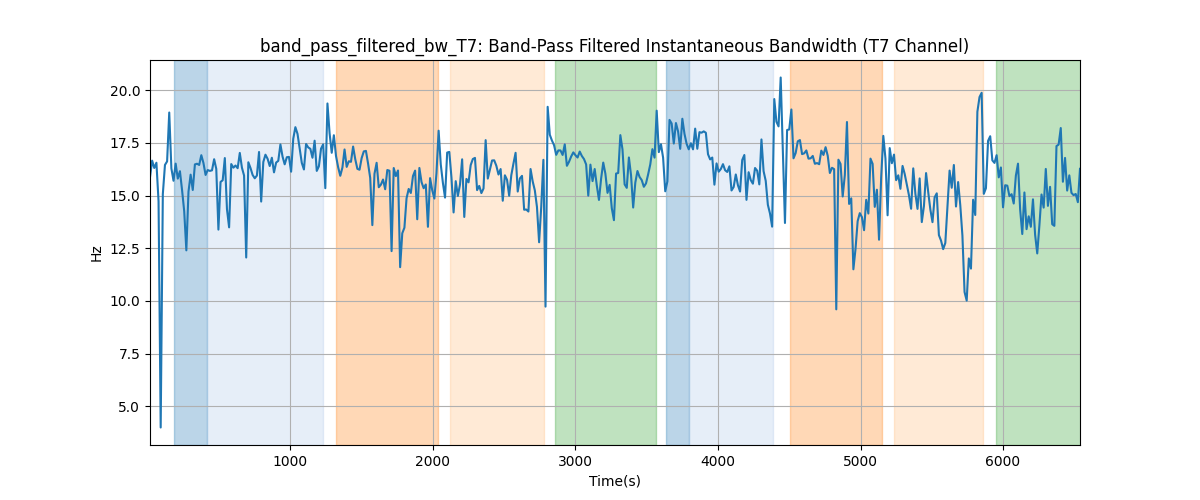 band_pass_filtered_bw_T7: Band-Pass Filtered Instantaneous Bandwidth (T7 Channel)
20.0
17.5
15.0
12.5
10.0
7.5
5.0
Hz
1000 2000 3000 4000 5000 6000
Time(s)